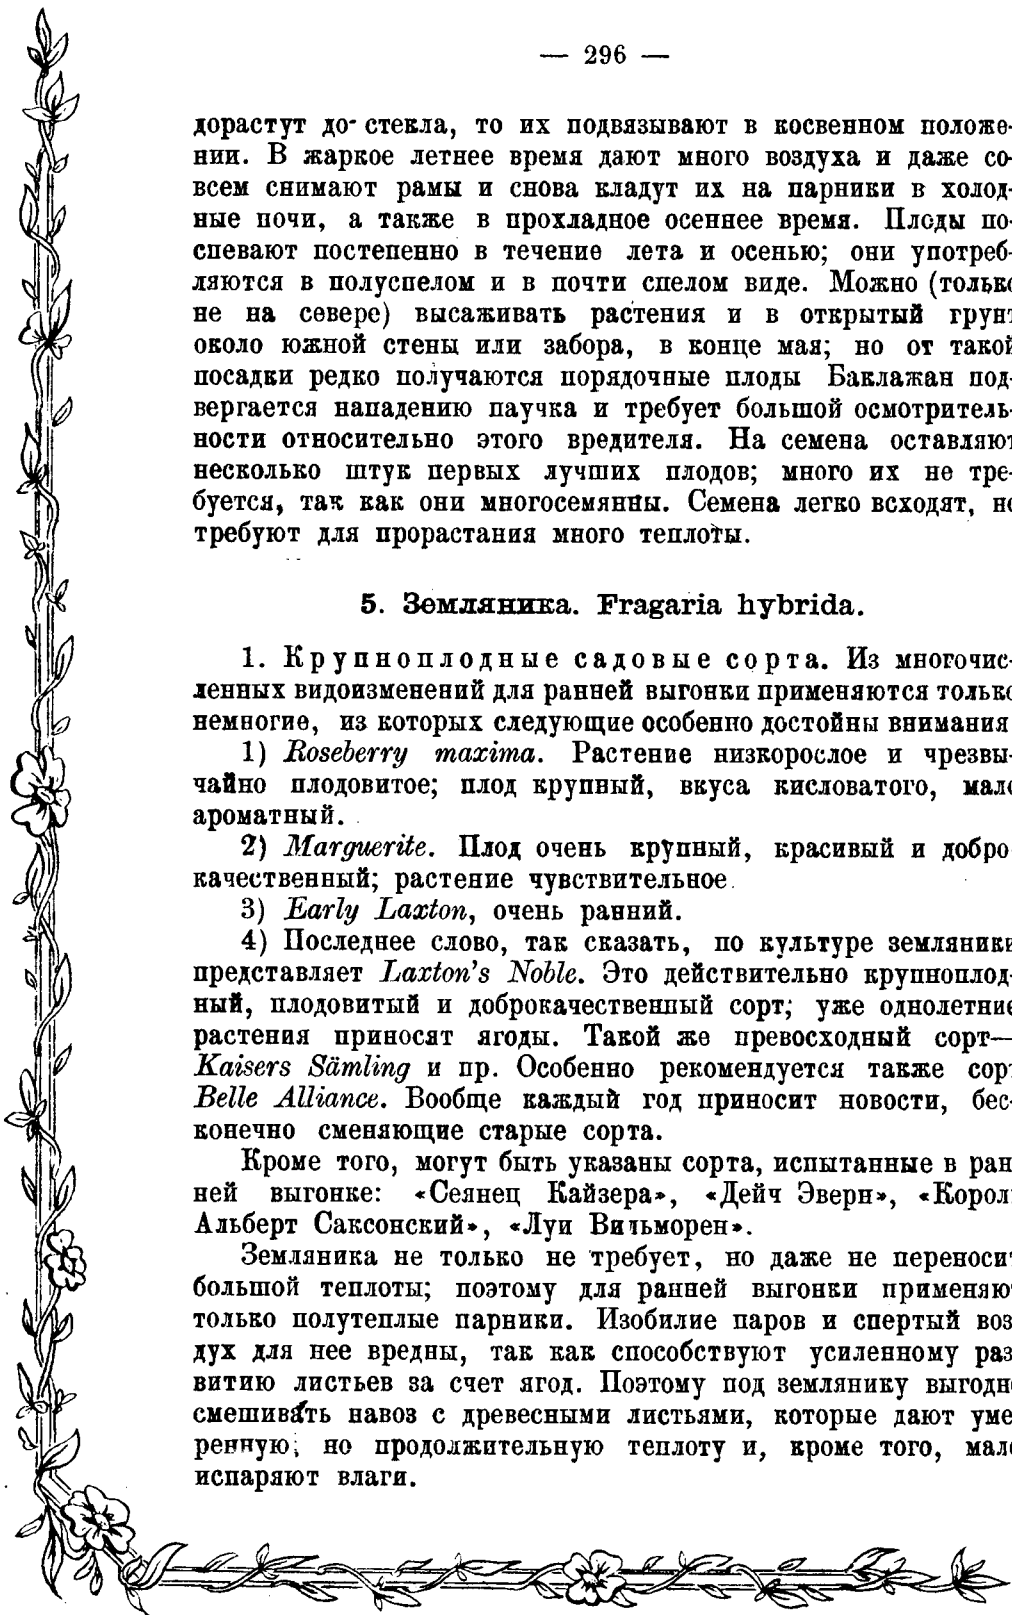 — 296 —
дорастут до стекла, то их подвязывают в косвенном положе-
нии. В жаркое летнее время дают много воздуха и даже со-
всем снимают рамы и снова кладут их на парники в холод-
ные почи, а также в прохладное осеннее время. Плоды по-
спевают постепенно в течение лета и осенью; они употреб-
ляются в полуспелом и в почти спелом виде. Можно (только
не на севере) высаживать растения и в открытый грунт
около южной стены или забора, в конце мая; но от такой
посадки редко получаются порядочные плоды Баклажан под-
вергается нападению паучка и требует большой осмотритель-
ности относительно этого вредителя. На семена оставляют
несколько штук первых лучших плодов; много их не тре-
буется, так как они многосемянны. Семена легко всходят, но
требуют для прорастания много теплоты.
5. Земляника. Fragaria hybrida.
1. Крупноплодные садовые сорта. Из многочис-
ленных видоизменений для ранней выгонки применяются только
немногие, из которых следующие особенно достойны внимания
1) Roseberry maxima. Растение низкорослое и чрезвы-
чайно плодовитое; плод крупный, вкуса кисловатого, мало
ароматный.
2) Marguerite. Плод очень крупный, красивый и добро-
качественный; растение чувствительное.
3) Early Laxton, очень ранний.
4) Последнее слово, так сказать, по культуре земляники
представляет Laxton's Noble. Это действительно крупноплод-
ный, плодовитый и доброкачественный сорт; уже однолетние
растения приносят ягоды. Такой же превосходный сорт—
Kaisers Sämling и пр. Особенно рекомендуется также сорт
Belle Alliance. Вообще каждый год приносит новости, бес-
конечно сменяющие старые сорта.
Кроме того, могут быть указаны сорта, испытанные в ран
ней выгонке: «Сеянец Кайзера», «Дейч Эверн», «Король
Альберт Саксонский», «Луи Вильморен».
Земляника не только не требует, но даже не переносит
большой теплоты; поэтому для ранней выгонки применяют
только полутеплые парники. Изобилие паров и спертый воз
дух для нее вредны, так как способствуют усиленному раз
витию листьев за счет ягод. Поэтому под землянику выгодно
смешивать навоз с древесными листьями, которые дают уме
ренную, но продолжительную теплоту и, кроме того, мало
испаряют влаги.